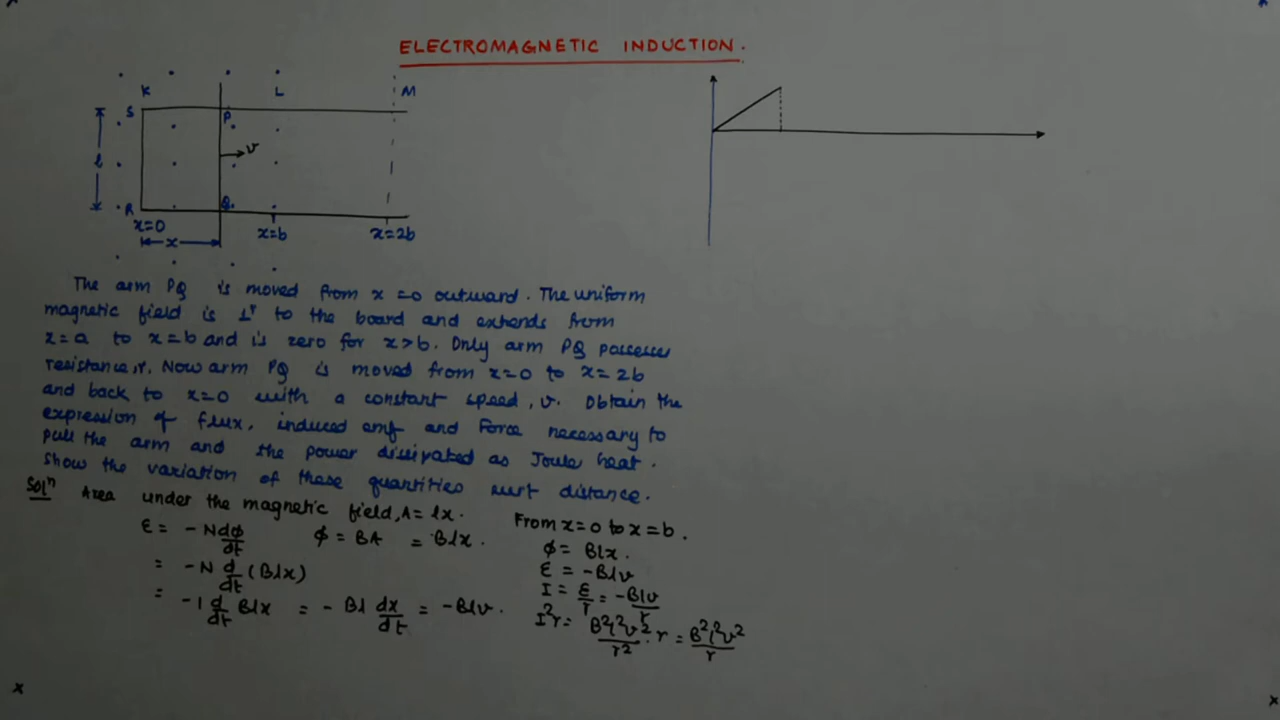 ELECTROMAGNETIC INDUCTION.
K L M
S P
l v
R Q
x=0 x=b x=2b
x
The arm PQ is moved from x=0 outward. The uniform
magnetic field is ⊥r to the board and extends from
x=a to x=b and is zero for x>b. Only arm PQ possesses
resistance, r. Now arm PQ is moved from x=0 to x=2b
and back to x=0 with a constant speed, v. Obtain the
expression of flux, induced emf and Force necessary to
pull the arm and the power dissipated as Joule heat.
Show the variation of these quantities wrt distance.
Solⁿ Area under the magnetic field, A= lx.
ε = -N dφ/dt φ = BA = Blx.
= -N d/dt (Blx)
= -1 d/dt Blx = - Bl dx/dt = -Blv.
From x=0 to x=b.
φ= Blx.
ε = -Blv
I = ε/r = -Blv/r
I²r= B²l²v²/r² · r = B²l²v²/r